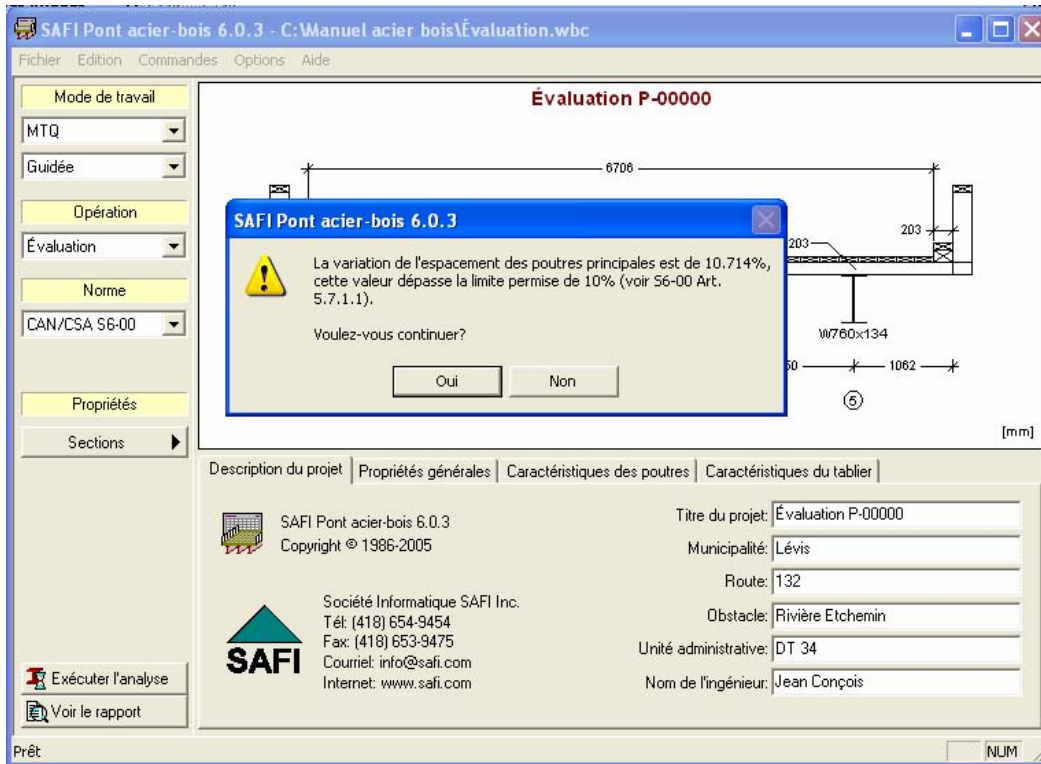 SAFI Pont acier-bois 6.0.3 - C:\Manuel acier bois\Évaluation.wbc
Fichier Edition Commandes Options Aide
Mode de travail
MTQ
Guidée
Opération
Évaluation
Norme
CAN/CSA S6-00
Propriétés
Sections
Exécuter l'analyse
Voir le rapport
Évaluation P-00000
6706
203
203
W760x134
1062
5
[mm]
SAFI Pont acier-bois 6.0.3
La variation de l'espacement des poutres principales est de 10.714%,
cette valeur dépasse la limite permise de 10% (voir S6-00 Art.
5.7.1.1).
Voulez-vous continuer?
Oui Non
Description du projet Propriétés générales Caractéristiques des poutres Caractéristiques du tablier
SAFI Pont acier-bois 6.0.3
Copyright © 1986-2005
SAFI
Société Informatique SAFI Inc.
Tél: (418) 654-9454
Fax: (418) 653-9475
Courriel: info@safi.com
Internet: www.safi.com
Titre du projet: Évaluation P-00000
Municipalité: Lévis
Route: 132
Obstacle: Rivière Etchemin
Unité administrative: DT 34
Nom de l'ingénieur: Jean Conçois
Prêt NUM